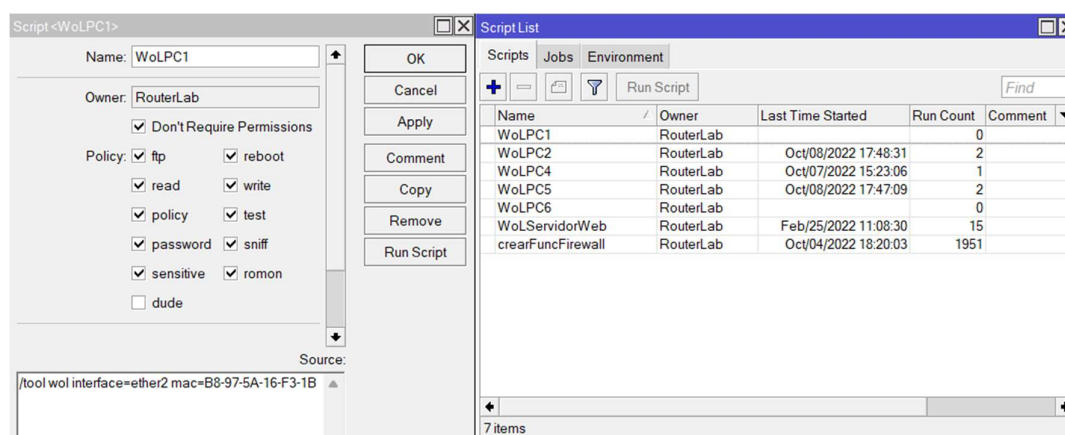 Script <WoLPC1>
Name: WoLPC1
Owner: RouterLab
Don't Require Permissions
Policy: ftp reboot
read write
policy test
password sniff
sensitive romon
dude
Source:
/tool wol interface=ether2 mac=B8-97-5A-16-F3-1B
OK
Cancel
Apply
Comment
Copy
Remove
Run Script
Script List
Scripts Jobs Environment
Run Script Find
Name Owner Last Time Started Run Count Comment
WoLPC1 RouterLab 0
WoLPC2 RouterLab Oct/08/2022 17:48:31 2
WoLPC4 RouterLab Oct/07/2022 15:23:06 1
WoLPC5 RouterLab Oct/08/2022 17:47:09 2
WoLPC6 RouterLab 0
WoLServidorWeb RouterLab Feb/25/2022 11:08:30 15
crearFuncFirewall RouterLab Oct/04/2022 18:20:03 1951
7 items